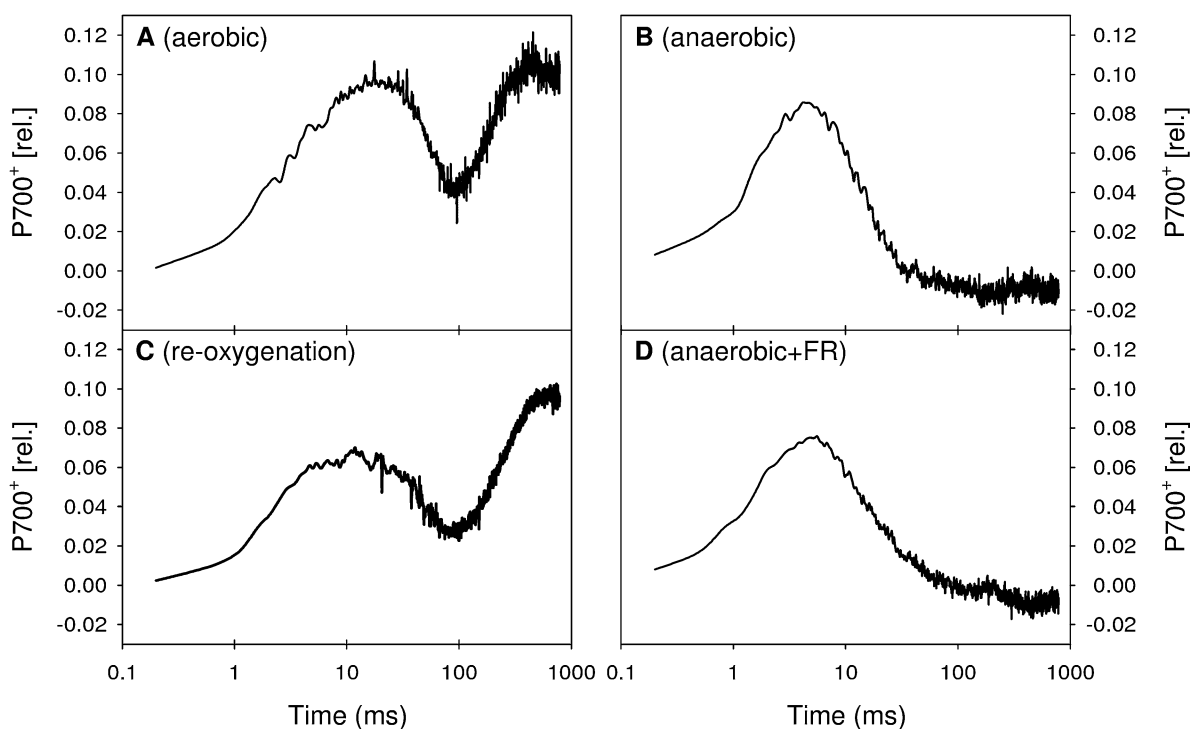 A (aerobic)
B (anaerobic)
0.12
0.10
0.08
0.06
0.04
0.02
0.00
-0.02
P700+ [rel.]
0.12
0.10
0.08
0.06
0.04
0.02
0.00
-0.02
P700+ [rel.]
C (re-oxygenation)
D (anaerobic+FR)
0.12
0.10
0.08
0.06
0.04
0.02
0.00
-0.02
P700+ [rel.]
0.12
0.10
0.08
0.06
0.04
0.02
0.00
-0.02
P700+ [rel.]
0.1 1 10 100 1000
0.1 1 10 100 1000
Time (ms)
Time (ms)